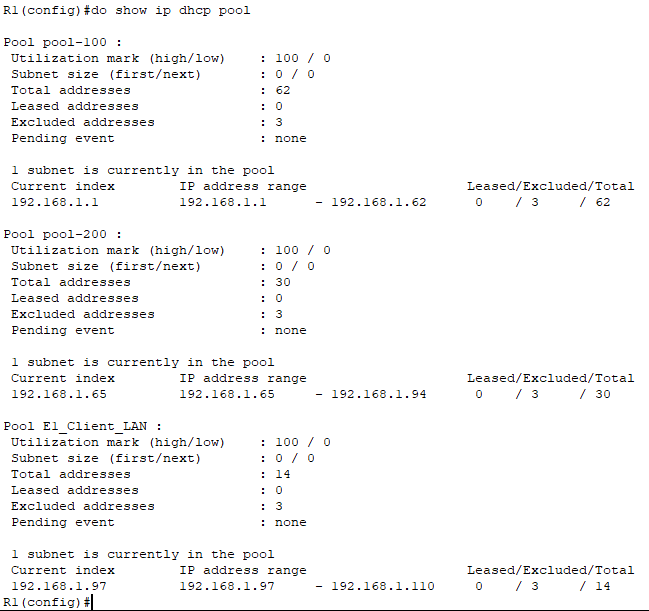 R1(config)#do show ip dhcp pool
Pool pool-100 :
Utilization mark (high/low) : 100 / 0
Subnet size (first/next) : 0 / 0
Total addresses : 62
Leased addresses : 0
Excluded addresses : 3
Pending event : none
1 subnet is currently in the pool
Current index IP address range Leased/Excluded/Total
192.168.1.1 192.168.1.1 - 192.168.1.62 0 / 3 / 62
Pool pool-200 :
Utilization mark (high/low) : 100 / 0
Subnet size (first/next) : 0 / 0
Total addresses : 30
Leased addresses : 0
Excluded addresses : 3
Pending event : none
1 subnet is currently in the pool
Current index IP address range Leased/Excluded/Total
192.168.1.65 192.168.1.65 - 192.168.1.94 0 / 3 / 30
Pool E1_Client_LAN :
Utilization mark (high/low) : 100 / 0
Subnet size (first/next) : 0 / 0
Total addresses : 14
Leased addresses : 0
Excluded addresses : 3
Pending event : none
1 subnet is currently in the pool
Current index IP address range Leased/Excluded/Total
192.168.1.97 192.168.1.97 - 192.168.1.110 0 / 3 / 14
R1(config)#